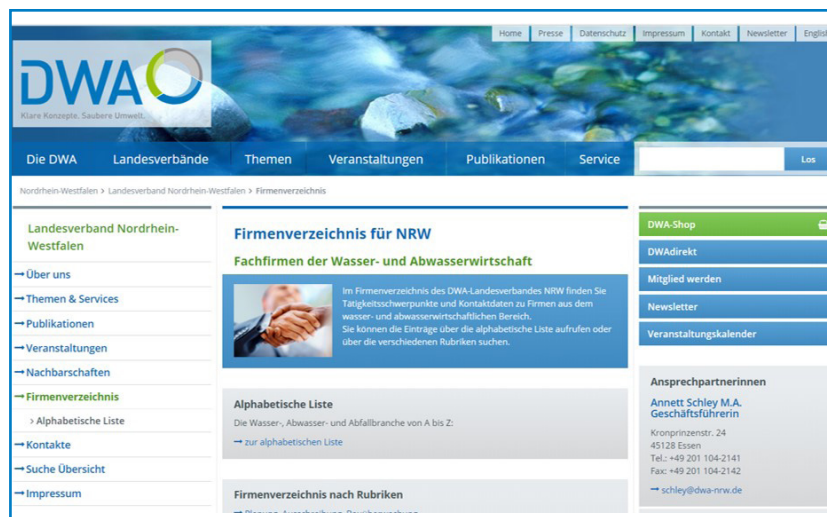 Home Presse Datenschutz Impressum Kontakt Newsletter
DWA
Klare Konzepte. Saubere Umwelt.
Die DWA Landesverbände Themen Veranstaltungen Publikationen Service Los
Nordrhein-Westfalen > Landesverband Nordrhein-Westfalen > Firmenverzeichnis
Landesverband Nordrhein-
Westfalen
→ Über uns
→ Themen & Services
→ Publikationen
→ Veranstaltungen
→ Nachbarschaften
→ Firmenverzeichnis
> Alphabetische Liste
→ Kontakte
→ Suche Übersicht
→ Impressum
Firmenverzeichnis für NRW
Fachfirmen der Wasser- und Abwasserwirtschaft
Im Firmenverzeichnis des DWA-Landesverbandes NRW finden Sie
Tätigkeitsschwerpunkte und Kontaktdaten zu Firmen aus dem
wasser- und abwasserwirtschaftlichen Bereich.
Sie können die Einträge über die alphabetische Liste aufrufen oder
über die verschiedenen Rubriken suchen.
Alphabetische Liste
Die Wasser-, Abwasser- und Abfallbranche von A bis Z:
→ zur alphabetischen Liste
Firmenverzeichnis nach Rubriken
DWA-Shop
DWAdirekt
Mitglied werden
Newsletter
Veranstaltungskalender
Ansprechpartnerinnen
Annett Schley M.A.
Geschäftsführerin
Kronprinzenstr. 24
45128 Essen
Tel.: +49 201 104-2141
Fax: +49 201 104-2142
→ schley@dwa-nrw.de